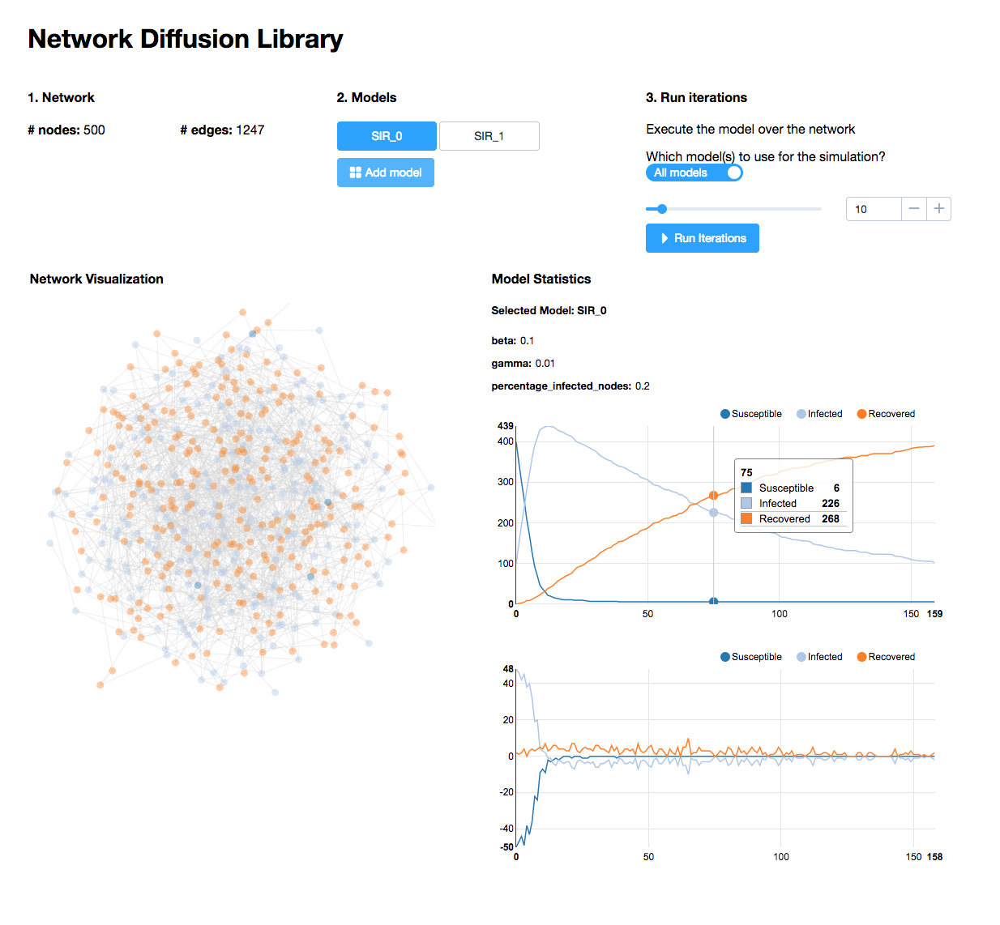 Network Diffusion Library
1. Network
# nodes: 500
# edges: 1247
2. Models
SIR_0
SIR_1
Add model
3. Run iterations
Execute the model over the network
Which model(s) to use for the simulation?
All models
10
Run Iterations
Network Visualization
Model Statistics
Selected Model: SIR_0
beta: 0.1
gamma: 0.01
percentage_infected_nodes: 0.2
Susceptible Infected Recovered
439
400
300
200
100
0
75
Susceptible 6
Infected 226
Recovered 268
0 50 100 150 159
Susceptible Infected Recovered
48
40
20
0
-20
-40
-50
0 50 100 150 158